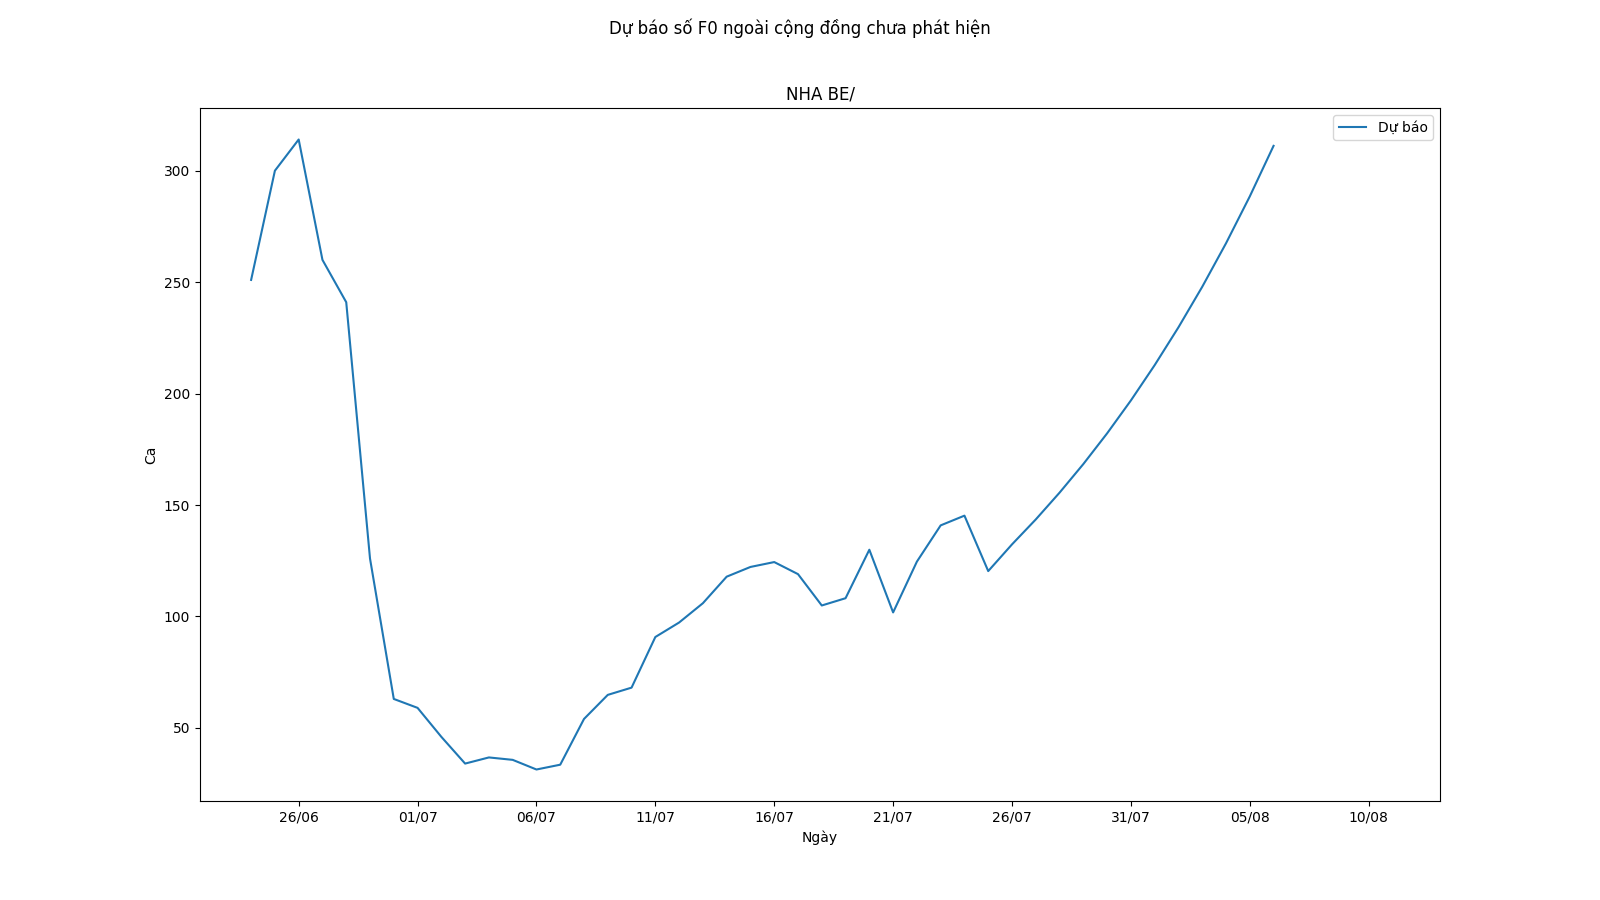 Dự báo số F0 ngoài cộng đồng chưa phát hiện
NHA BE/
Dự báo
300
250
200
150
100
50
Ca
26/06 01/07 06/07 11/07 16/07 21/07 26/07 31/07 05/08 10/08
Ngày